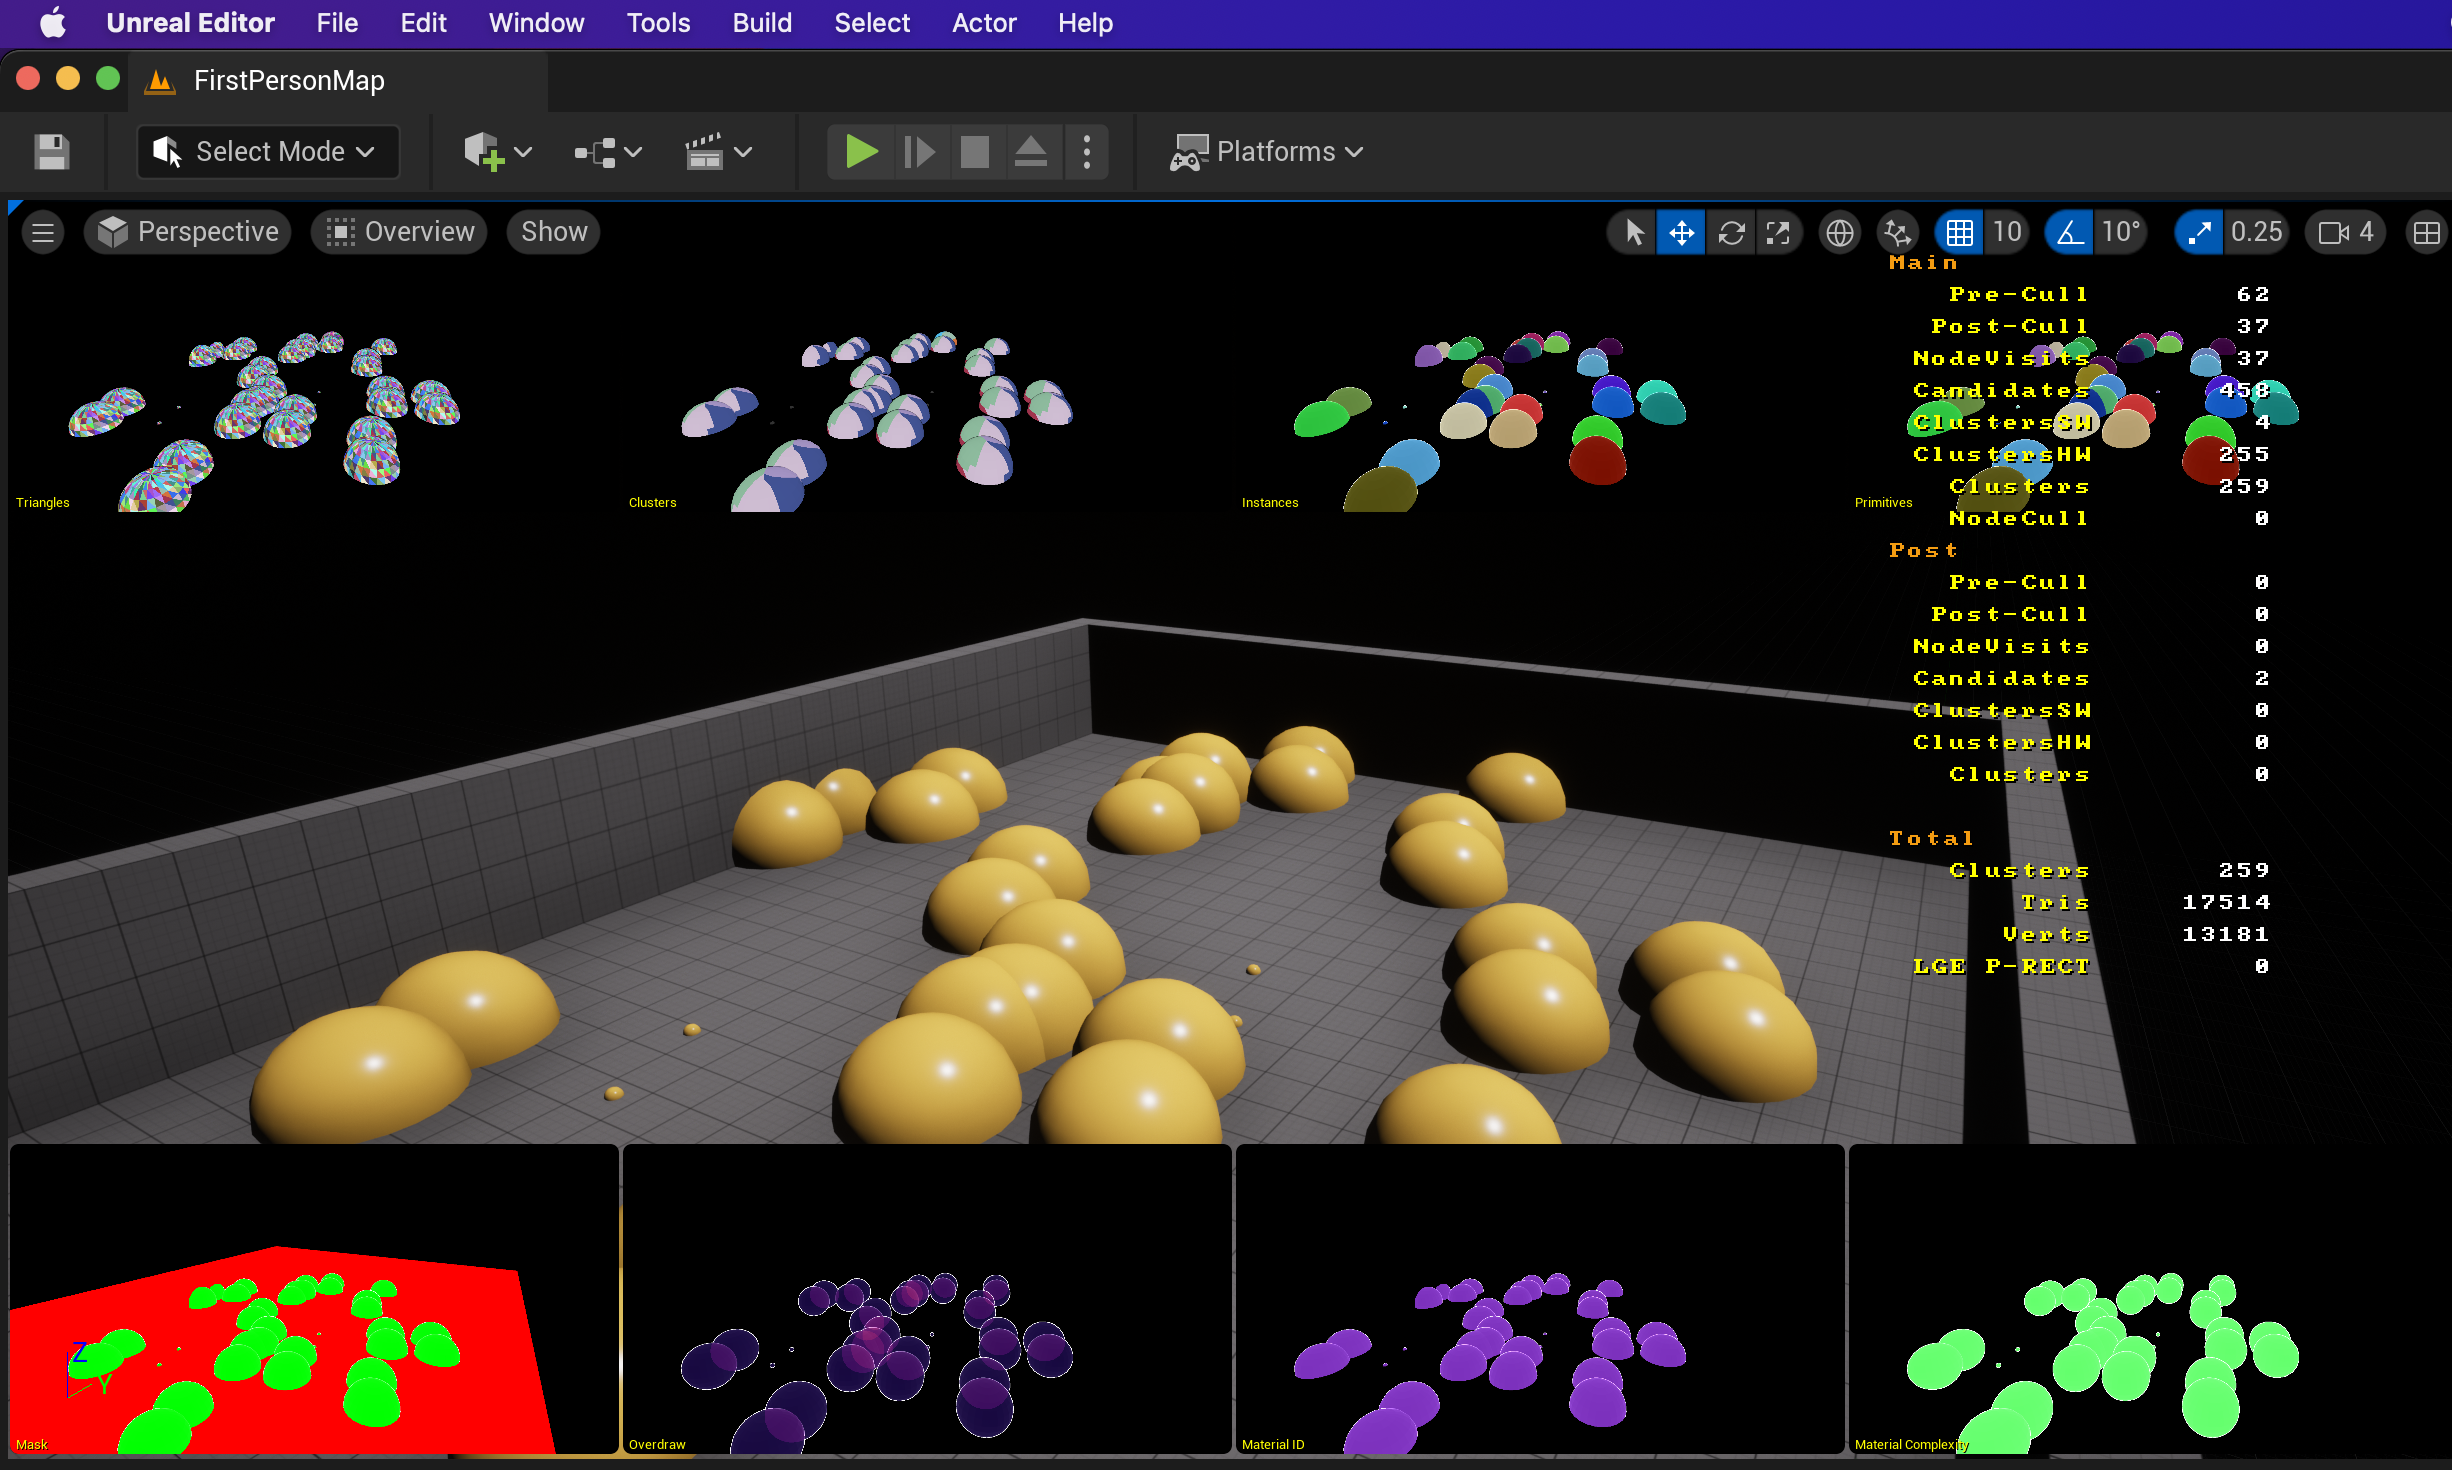 Unreal Editor File Edit Window Tools Build Select Actor Help
FirstPersonMap
Select Mode
Platforms
Perspective Overview Show 10 10° 0.25 4
Main
Pre-Cull 62
Post-Cull 37
NodeVisits 37
Candidates 458
ClustersSW 4
ClustersHW 255
Clusters 259
Triangles Clusters Instances Primitives
NodeCull 0
Post
Pre-Cull 0
Post-Cull 0
NodeVisits 0
Candidates 2
ClustersSW 0
ClustersHW 0
Clusters 0
Total
Clusters 259
Tris 17514
Verts 13181
LGE P-RECT 0
Z
Y
Mask Overdraw Material ID Material Complexity